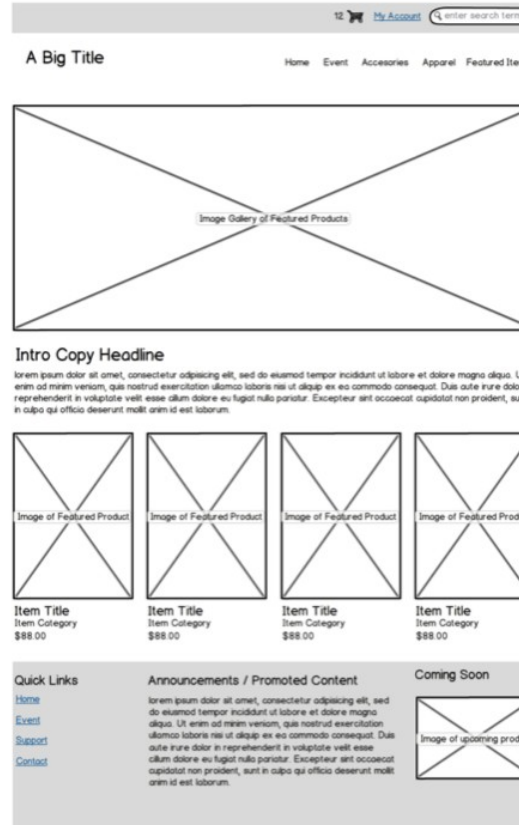 12 My Account enter search term
A Big Title
Home Event Accesories Apparel Featured Ite
Image Gallery of Featured Products
Intro Copy Headline
lorem ipsum dolor sit amet, consectetur adipisicing elit, sed do eiusmod tempor incididunt ut labore et dolore magna aliqua. U
enim ad minim veniam, quis nostrud exercitation ullamco laboris nisi ut aliquip ex ea commodo consequat. Duis aute irure dolo
reprehenderit in voluptate velit esse cillum dolore eu fugiat nulla pariatur. Excepteur sint occaecat cupidatat non proident, su
in culpa qui officia deserunt mollit anim id est laborum.
Image of Featured Product Image of Featured Product Image of Featured Product Image of Featured Prod
Item Title Item Title Item Title Item Title
Item Category Item Category Item Category Item Category
$88.00 $88.00 $88.00 $88.00
Quick Links
Home
Event
Support
Contact
Announcements / Promoted Content
lorem ipsum dolor sit amet, consectetur adipisicing elit, sed
do eiusmod tempor incididunt ut labore et dolore magna
aliqua. Ut enim ad minim veniam, quis nostrud exercitation
ullamco laboris nisi ut aliquip ex ea commodo consequat. Duis
aute irure dolor in reprehenderit in voluptate velit esse
cillum dolore eu fugiat nulla pariatur. Excepteur sint occaecat
cupidatat non proident, sunt in culpa qui officia deserunt mollit
anim id est laborum.
Coming Soon
Image of upcoming prod